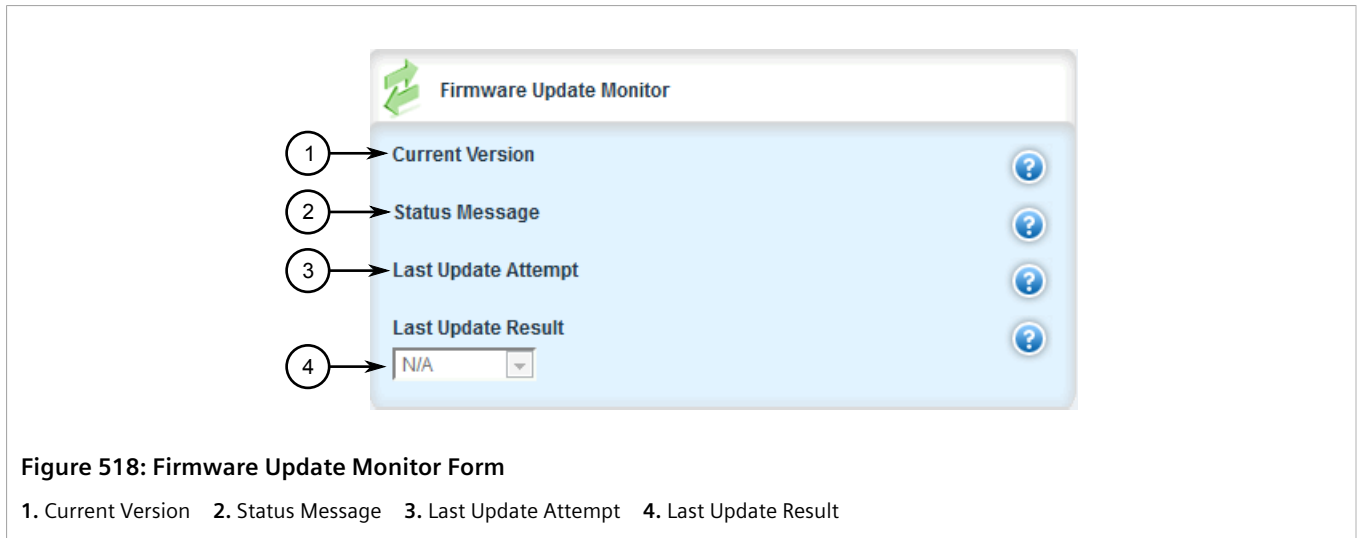 Firmware Update Monitor
1 Current Version
?
2 Status Message
?
3 Last Update Attempt
?
Last Update Result
?
4 N/A
Figure 518: Firmware Update Monitor Form
1. Current Version 2. Status Message 3. Last Update Attempt 4. Last Update Result